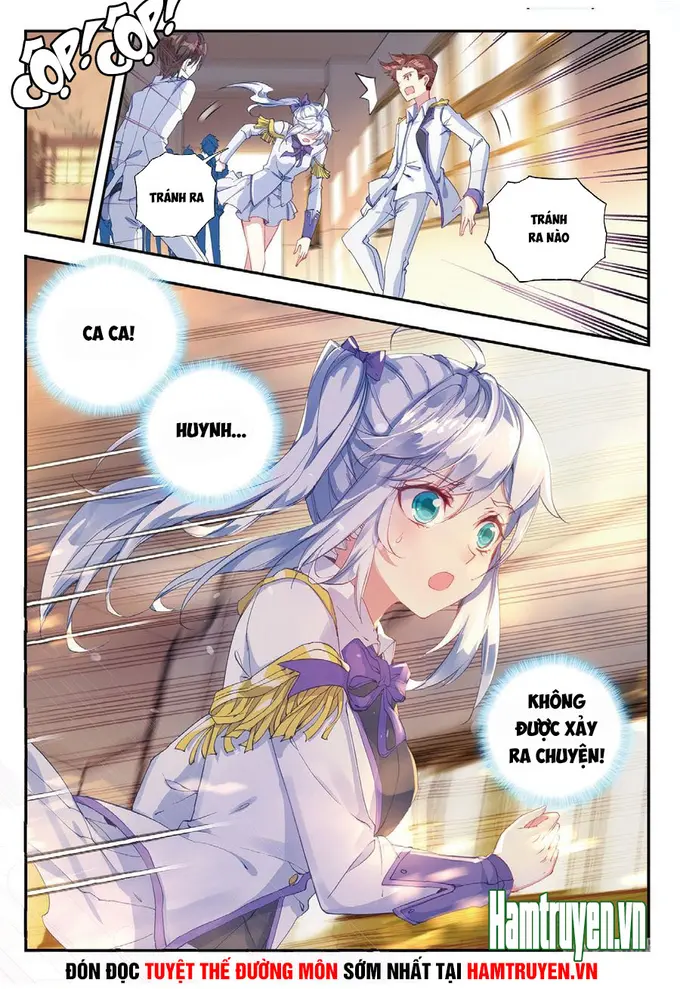 CỘP!
CỘP!
TRÁNH RA
TRÁNH
RA NÀO
CA CA!
HUYNH...
KHÔNG
ĐƯỢC XẢY
RA CHUYỆN!
Hamtruyen.vn
ĐÓN ĐỌC TUYỆT THẾ ĐƯỜNG MÔN SỚM NHẤT TẠI HAMTRUYEN.VN